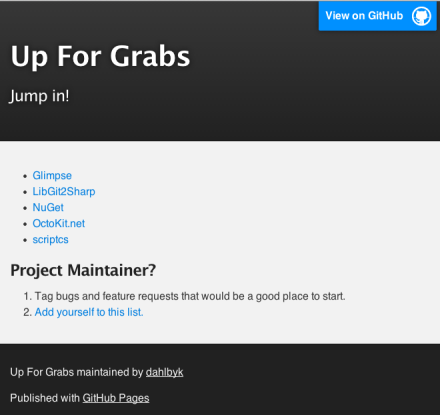 View on GitHub
Up For Grabs
Jump in!
• Glimpse
• LibGit2Sharp
• NuGet
• OctoKit.net
• scriptcs
Project Maintainer?
1. Tag bugs and feature requests that would be a good place to start.
2. Add yourself to this list.
Up For Grabs maintained by dahlbyk
Published with GitHub Pages